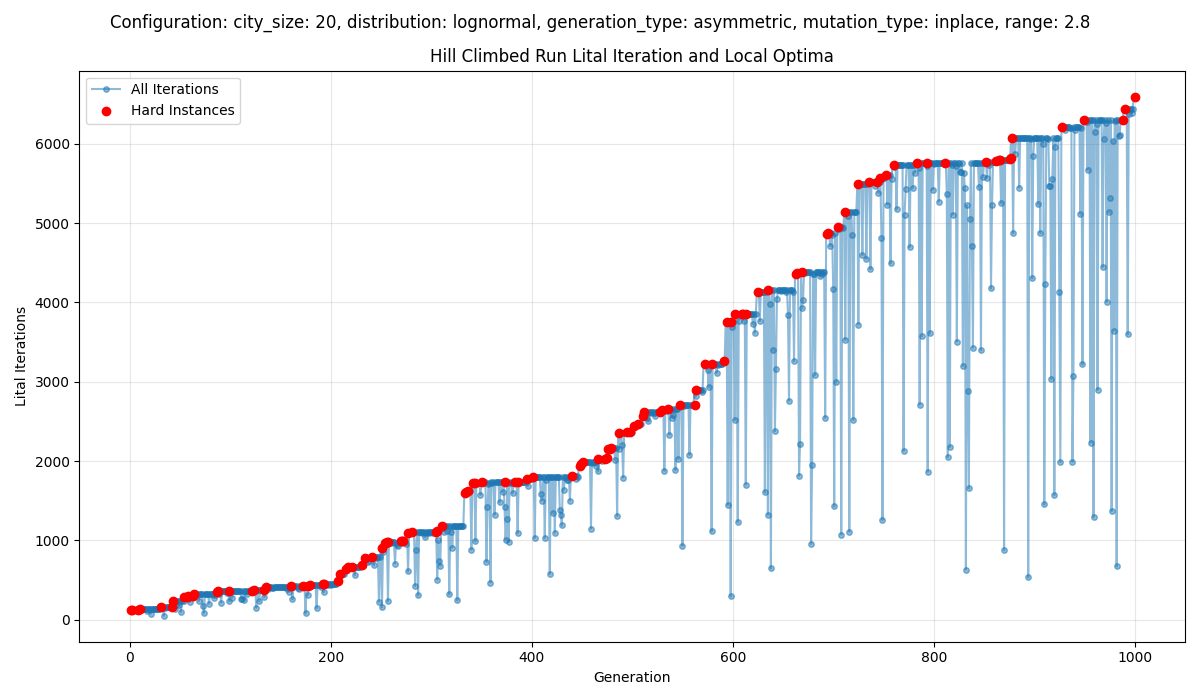 Configuration: city_size: 20, distribution: lognormal, generation_type: asymmetric, mutation_type: inplace, range: 2.8
Hill Climbed Run Lital Iteration and Local Optima
All Iterations
Hard Instances
Lital Iterations
6000
5000
4000
3000
2000
1000
0
0 200 400 600 800 1000
Generation